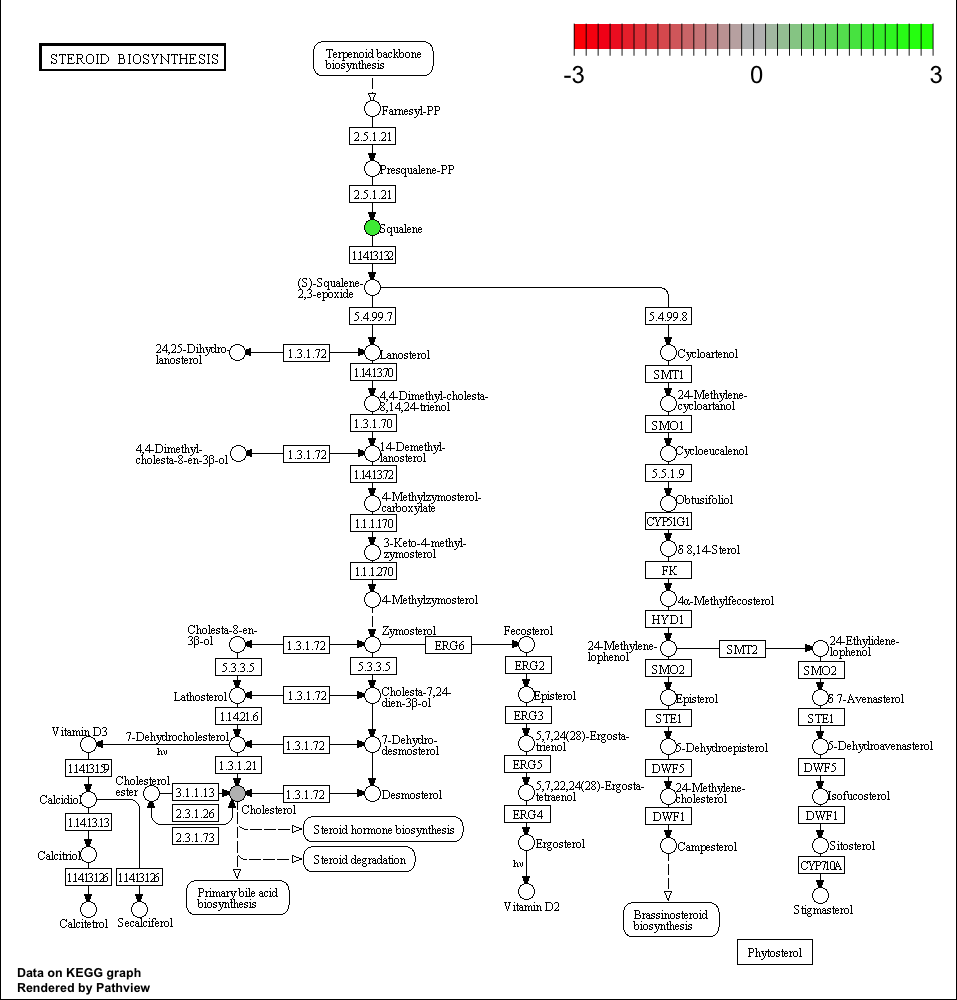 STEROID BIOSYNTHESIS
-3
0
3
Terpenoid backbone
biosynthesis
Farnesyl-PP
2.5.1.21
Presqualene-PP
2.5.1.21
Squalene
1.14.13.132
(S)-Squalene-
2,3-epoxide
5.4.99.7
5.4.99.8
24,25-Dihydro-
lanosterol
1.3.1.72
Lanosterol
Cycloartenol
1.14.13.70
SMT1
4,4-Dimethyl-cholesta-
8,14,24-trienol
24-Methylene-
cycloartanol
1.3.1.70
SMO1
4,4-Dimethyl-
cholesta-8-en-3β-ol
1.3.1.72
14-Demethyl-
lanosterol
Cycloeucalenol
1.14.13.72
5.5.1.9
4-Methylzymosterol-
carboxylate
Obtusifoliol
1.1.1.170
CYP51G1
3-Keto-4-methyl-
zymosterol
δ 8,14-Sterol
1.1.1.270
FK
4-Methylzymosterol
4α-Methylfecosterol
HYD1
Cholesta-8-en-
3β-ol
1.3.1.72
Zymosterol
ERG6
Fecosterol
24-Methylene-
lophenol
SMT2
24-Ethylidene-
lophenol
5.3.3.5
5.3.3.5
ERG2
SMO2
SMO2
Lathosterol
1.3.1.72
Cholesta-7,24-
dien-3β-ol
Episterol
Episterol
δ 7-Avenasterol
1.14.21.6
ERG3
STE1
STE1
Vitamin D3
hν
7-Dehydrocholesterol
1.3.1.72
7-Dehydro-
desmosterol
5,7,24(28)-Ergosta-
trienol
5-Dehydroepisterol
5-Dehydroavenasterol
1.14.13.159
1.3.1.21
ERG5
DWF5
DWF5
Calcidiol
Cholesterol
ester
3.1.1.13
Cholesterol
1.3.1.72
Desmosterol
5,7,22,24(28)-Ergosta-
tetraenol
24-Methylene-
cholesterol
Isofucosterol
1.14.13.13
2.3.1.26
2.3.1.73
ERG4
DWF1
DWF1
Steroid hormone biosynthesis
Calcitriol
Steroid degradation
Ergosterol
Campesterol
Sitosterol
1.14.13.126
1.14.13.126
hν
CYP710A
Primary bile acid
biosynthesis
Calcitetrol
Secalciferol
Vitamin D2
Brassinosteroid
biosynthesis
Stigmasterol
Phytosterol
Data on KEGG graph
Rendered by Pathview